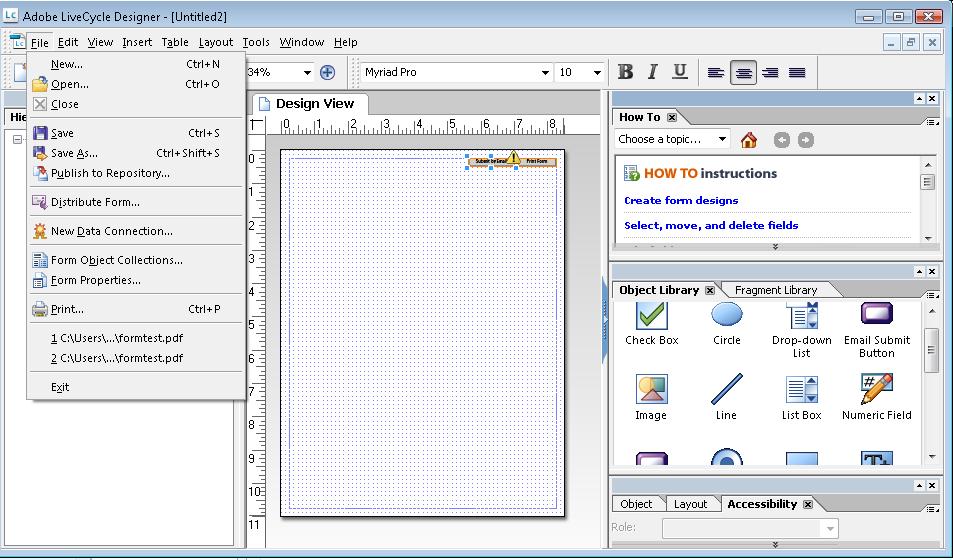 Lc Adobe LiveCycle Designer - [Untitled2]
File Edit View Insert Table Layout Tools Window Help
34% Myriad Pro 10 B I U
New... Ctrl+N
Open... Ctrl+O
Close
Save Ctrl+S
Save As... Ctrl+Shift+S
Publish to Repository...
Distribute Form...
New Data Connection...
Form Object Collections...
Form Properties...
Print... Ctrl+P
1 C:\Users\...\formtest.pdf
2 C:\Users\...\formtest.pdf
Exit
Hie
Design View
0 1 2 3 4 5 6 7 8
0
1
2
3
4
5
6
7
8
9
10
11
Submit by Email Print Form
How To
Choose a topic...
HOW TO instructions
Create form designs
Select, move, and delete fields
Object Library Fragment Library
Check Box Circle Drop-down List Email Submit Button
Image Line List Box Numeric Field
Object Layout Accessibility
Role: